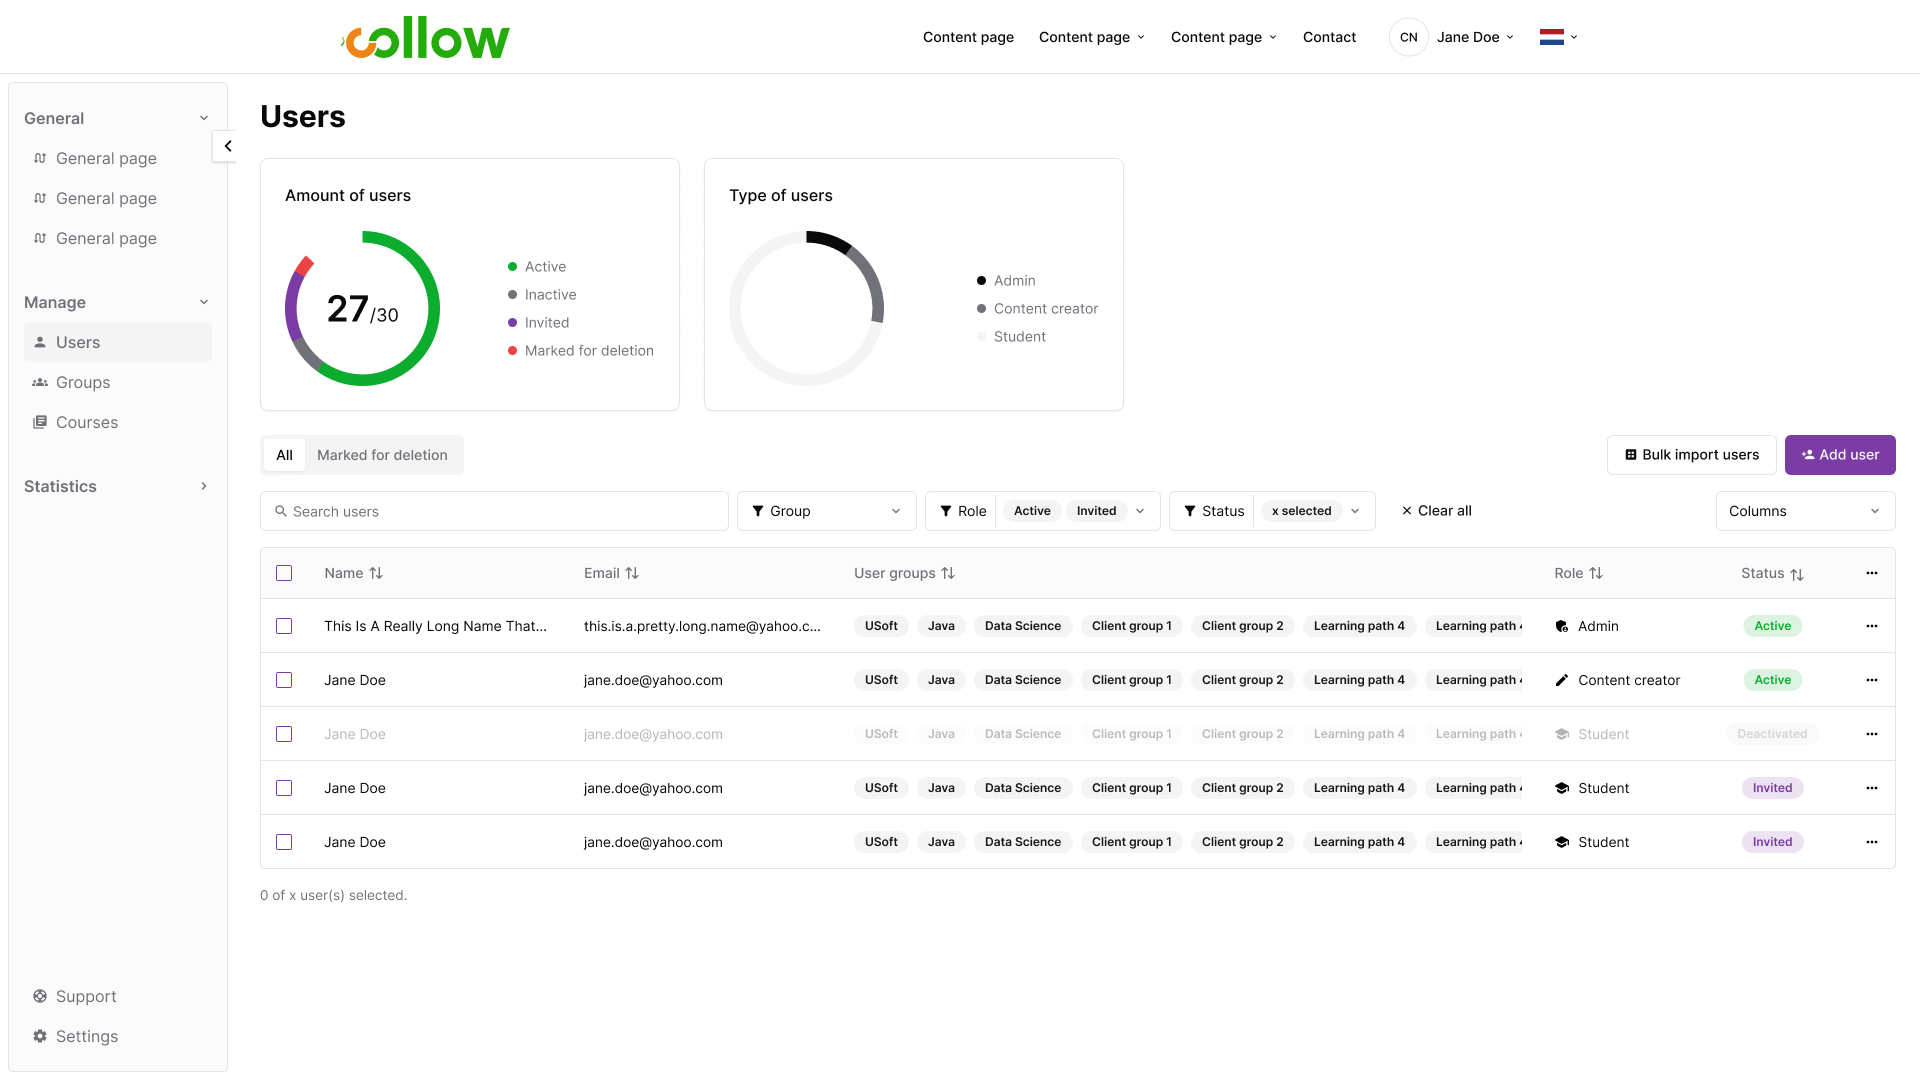 collow
Content page
Content page
Content page
Contact
CN
Jane Doe
General
General page
General page
General page
Manage
Users
Groups
Courses
Statistics
Support
Settings
Users
Amount of users
27/30
Active
Inactive
Invited
Marked for deletion
Type of users
Admin
Content creator
Student
All
Marked for deletion
Bulk import users
Add user
Search users
Group
Role
Active
Invited
Status
x selected
Clear all
Columns
Name Email User groups Role Status
This Is A Really Long Name That... this.is.a.pretty.long.name@yahoo.c... USoft Java Data Science Client group 1 Client group 2 Learning path 4 Learning path 4 Admin Active
Jane Doe jane.doe@yahoo.com USoft Java Data Science Client group 1 Client group 2 Learning path 4 Learning path 4 Content creator Active
Jane Doe jane.doe@yahoo.com USoft Java Data Science Client group 1 Client group 2 Learning path 4 Learning path 4 Student Deactivated
Jane Doe jane.doe@yahoo.com USoft Java Data Science Client group 1 Client group 2 Learning path 4 Learning path 4 Student Invited
Jane Doe jane.doe@yahoo.com USoft Java Data Science Client group 1 Client group 2 Learning path 4 Learning path 4 Student Invited
0 of x user(s) selected.